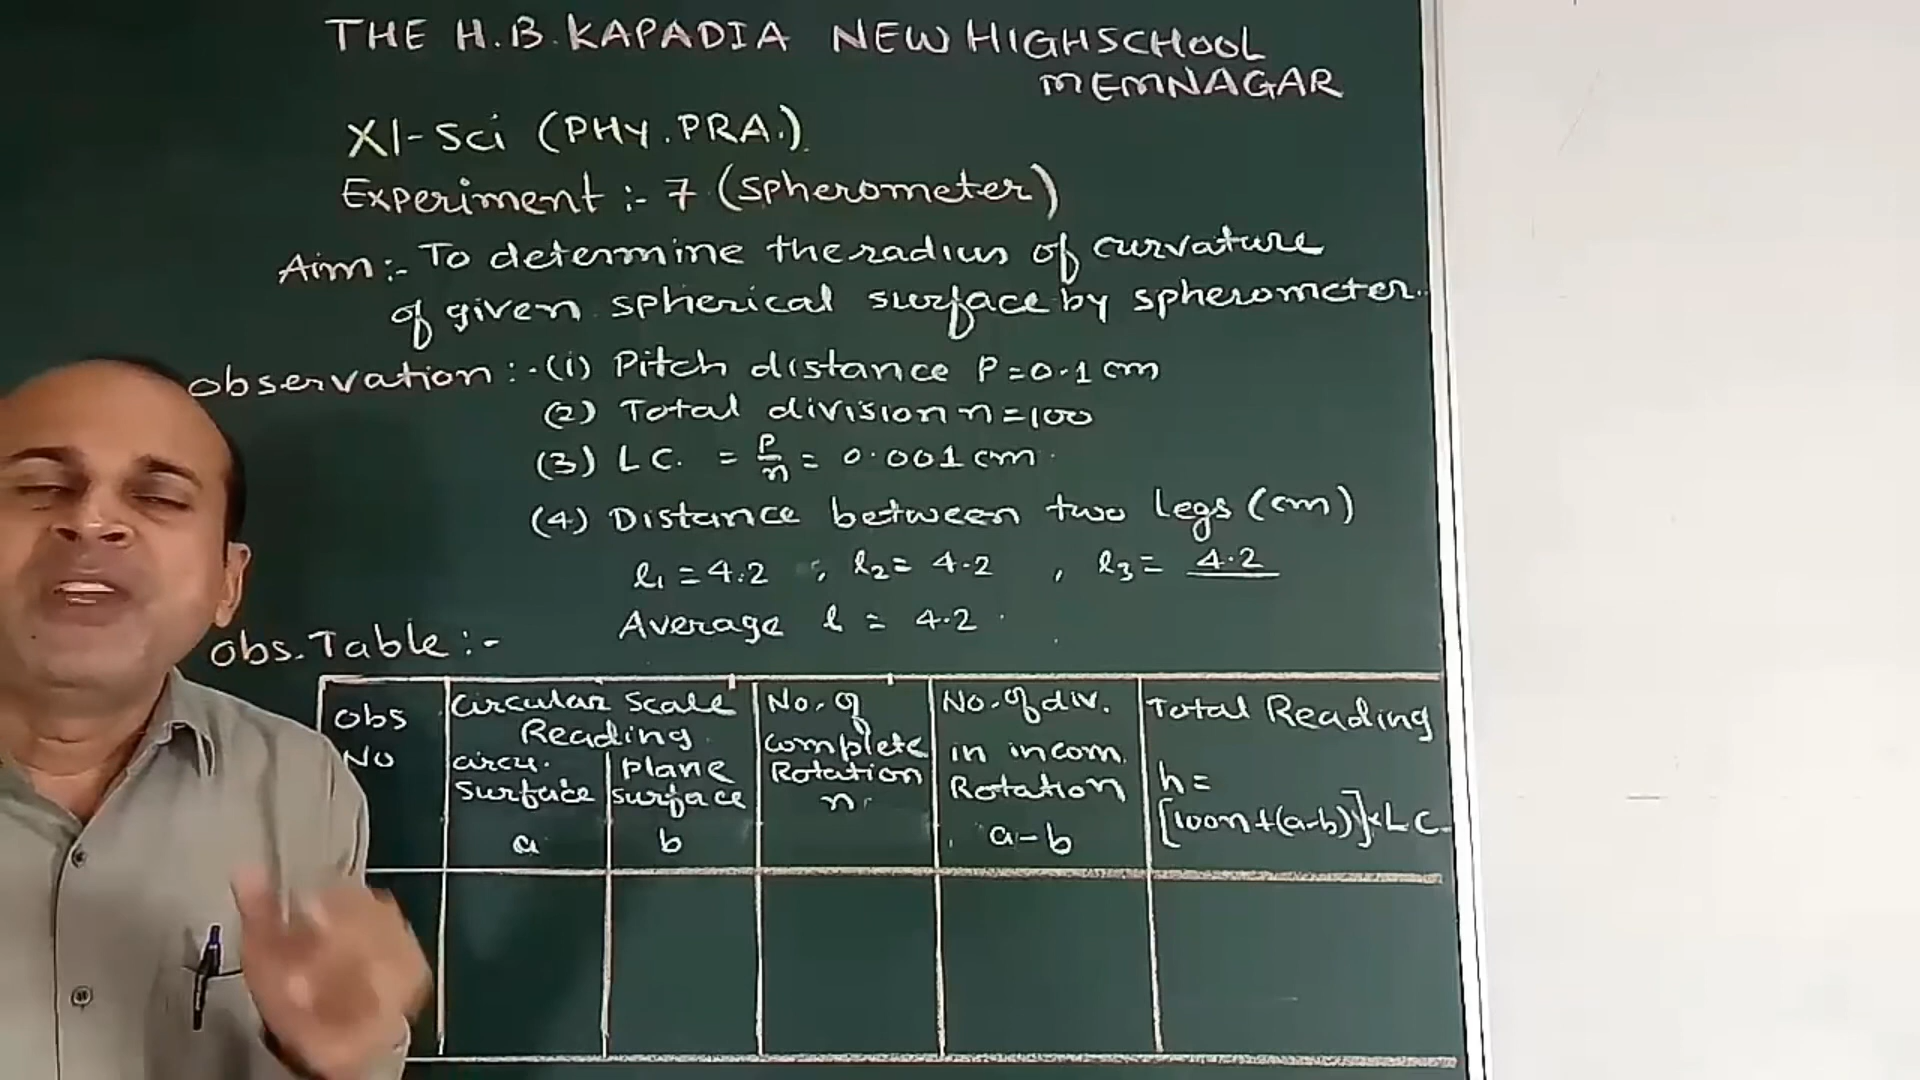 THE H.B. KAPADIA NEW HIGHSCHOOL
MEMNAGAR
XI-Sci (PHY. PRA.)
Experiment :- 7 (Spherometer)
Aim :- To determine the radius of curvature
of given spherical surface by spherometer.
Observation :- (1) Pitch distance P = 0.1 cm
(2) Total division n = 100
(3) L C. = P/n = 0.001 cm
(4) Distance between two legs (cm)
l1 = 4.2 , l2 = 4.2 , l3 = 4.2
Average l = 4.2
Obs. Table :-
Obs
No
Circular Scale
Reading
circu.
surface
a
plane
surface
b
No. of
complete
Rotation
n
No. of div.
in incom.
Rotation
a - b
Total Reading
h =
[100n + (a-b)] × L C.